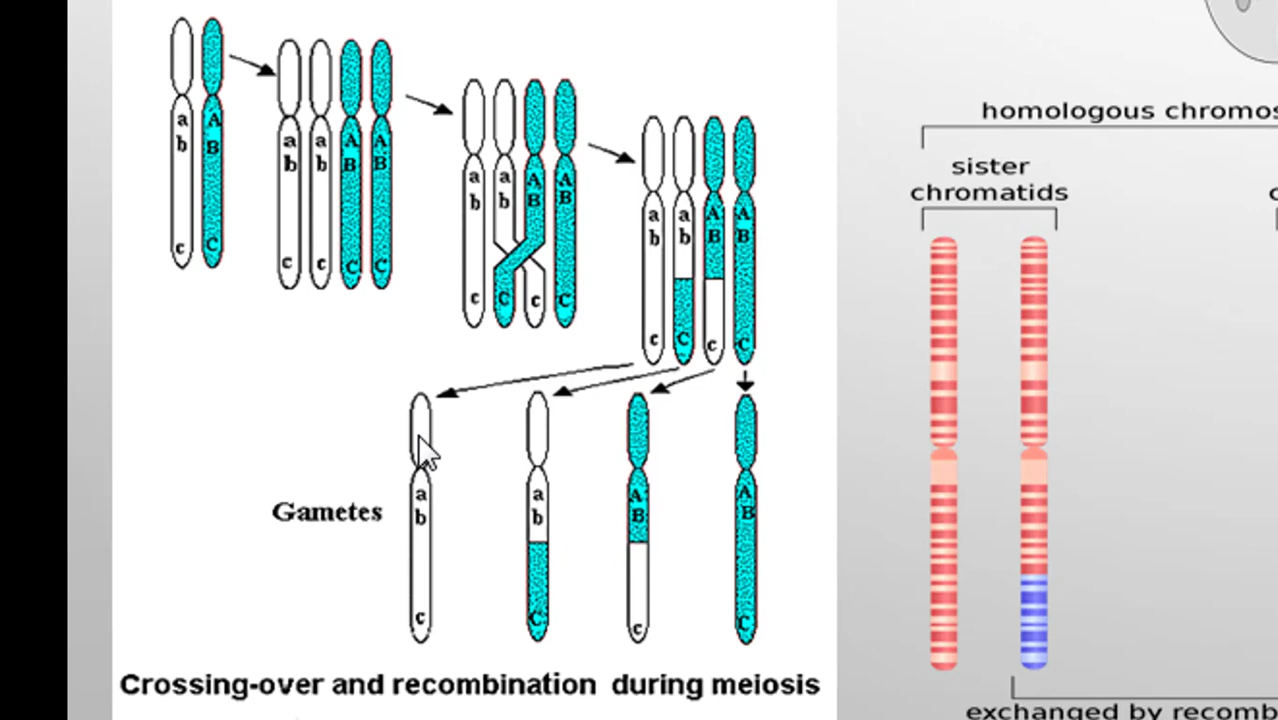 a A
b B
c C
a a A A
b b B B
c c C C
a a A A
b b B B
c C c C
a a A A
b b B B
c C c C
Gametes
a a A A
b b B B
c C c C
Crossing-over and recombination during meiosis
homologous chromos
sister
chromatids
c
exchanged by recomb